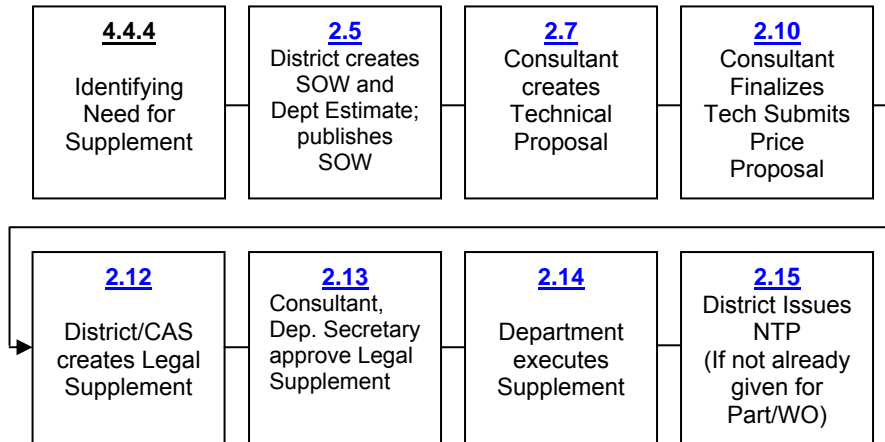 4.4.4
Identifying
Need for
Supplement
2.5
District creates
SOW and
Dept Estimate;
publishes
SOW
2.7
Consultant
creates
Technical
Proposal
2.10
Consultant
Finalizes
Tech Submits
Price
Proposal
2.12
District/CAS
creates Legal
Supplement
2.13
Consultant,
Dep. Secretary
approve Legal
Supplement
2.14
Department
executes
Supplement
2.15
District Issues
NTP
(If not already
given for
Part/WO)